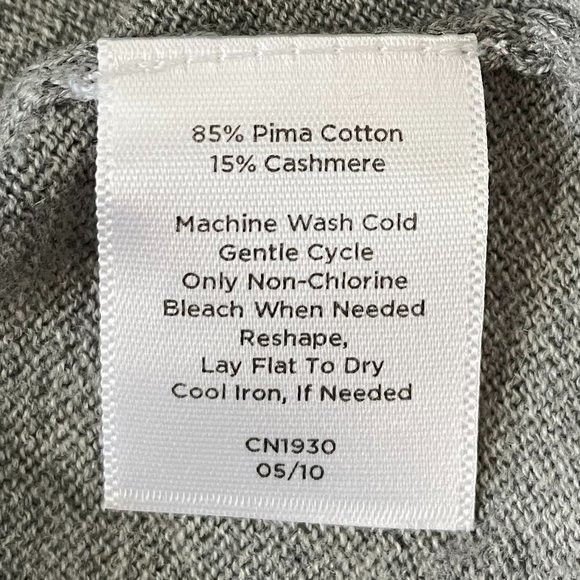 85% Pima Cotton
15% Cashmere
Machine Wash Cold
Gentle Cycle
Only Non-Chlorine
Bleach When Needed
Reshape,
Lay Flat To Dry
Cool Iron, If Needed
CN1930
05/10